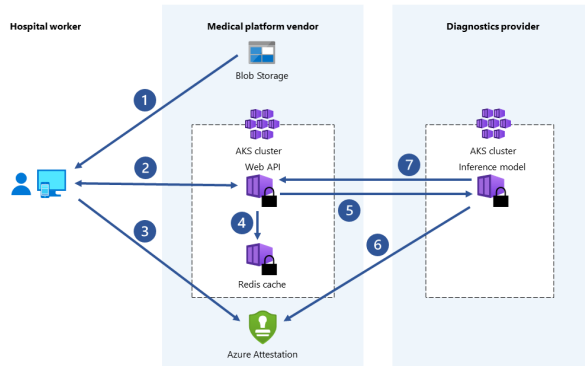 Hospital worker
Medical platform vendor
Diagnostics provider
Blob Storage
1
AKS cluster
AKS cluster
Web API
7
Inference model
2
5
3
4
6
Redis cache
Azure Attestation